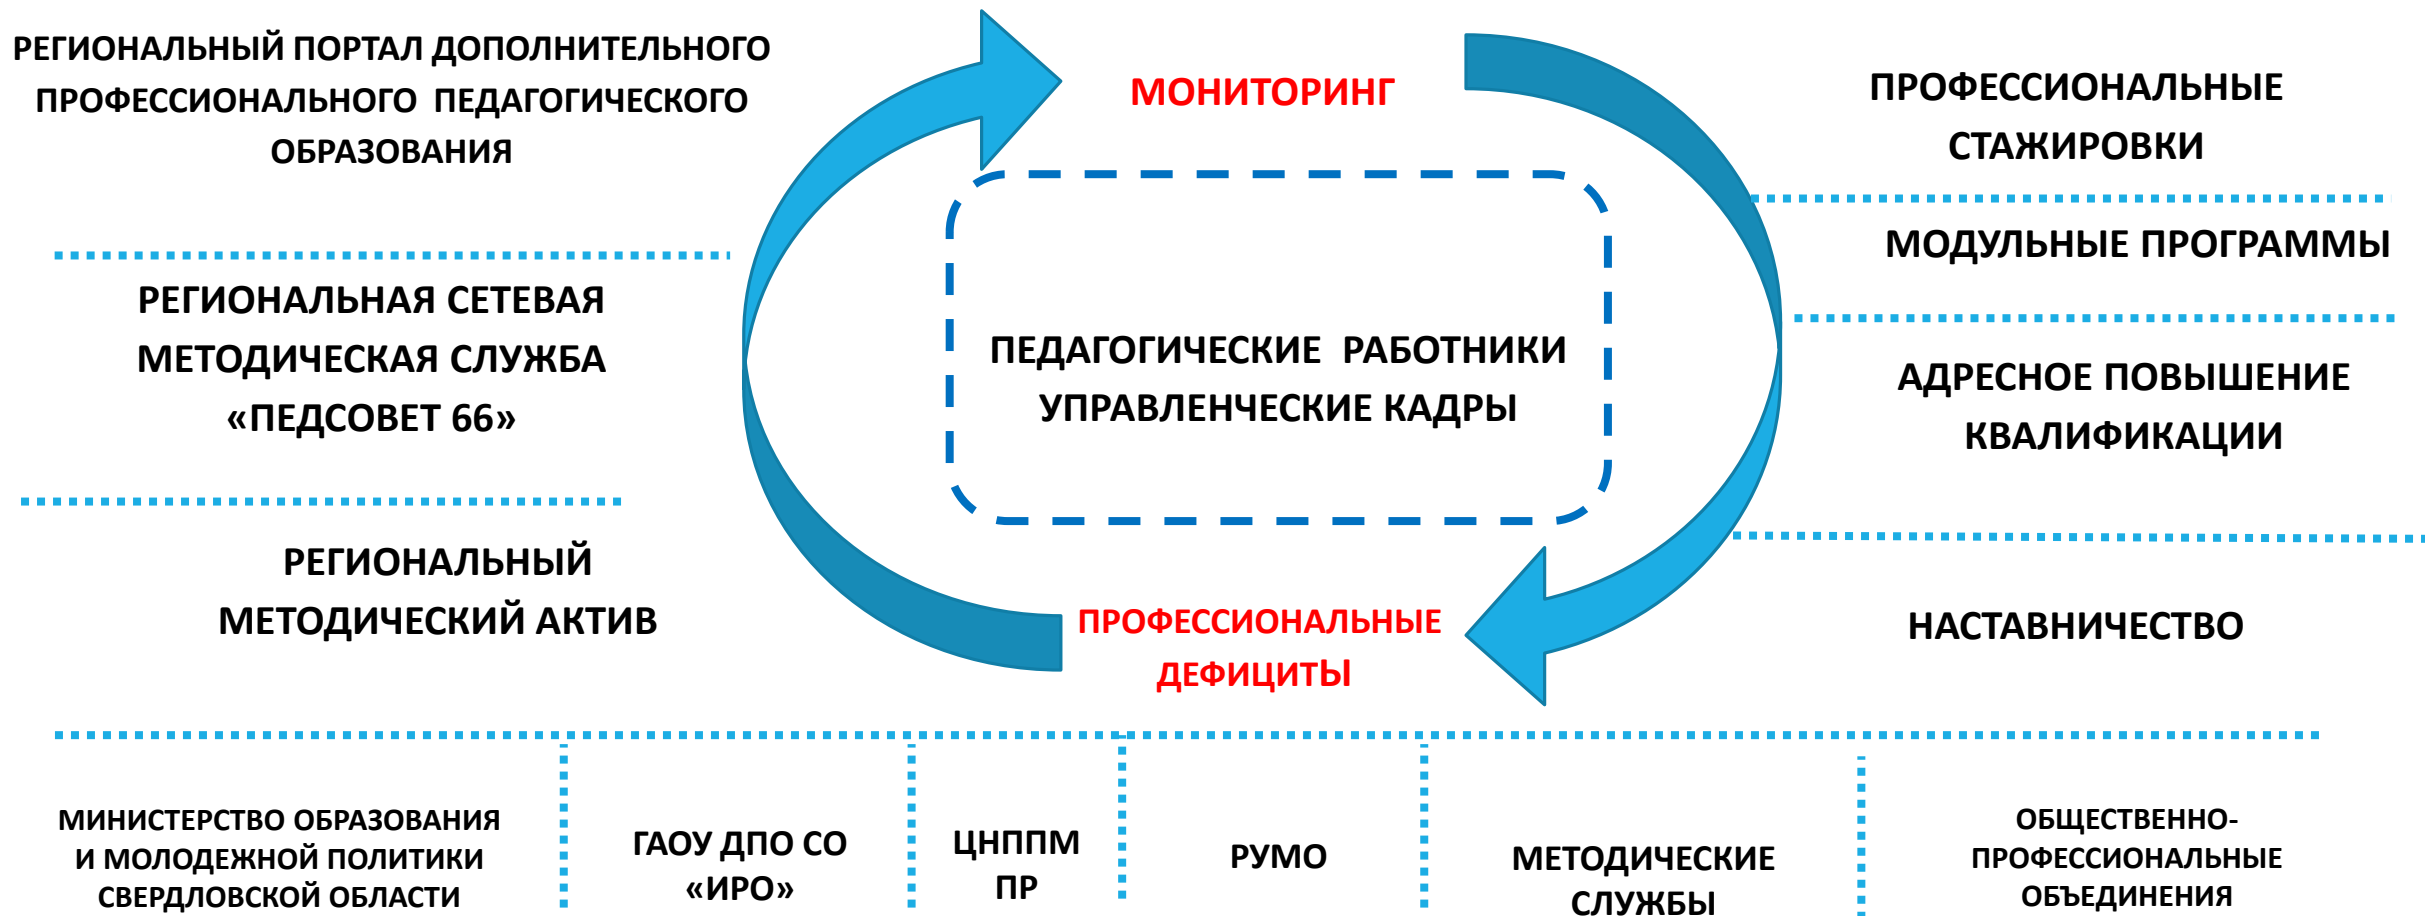 РЕГИОНАЛЬНЫЙ ПОРТАЛ ДОПОЛНИТЕЛЬНОГО
ПРОФЕССИОНАЛЬНОГО ПЕДАГОГИЧЕСКОГО
ОБРАЗОВАНИЯ
РЕГИОНАЛЬНАЯ СЕТЕВАЯ
МЕТОДИЧЕСКАЯ СЛУЖБА
«ПЕДСОВЕТ 66»
РЕГИОНАЛЬНЫЙ
МЕТОДИЧЕСКИЙ АКТИВ
МОНИТОРИНГ
ПЕДАГОГИЧЕСКИЕ РАБОТНИКИ
УПРАВЛЕНЧЕСКИЕ КАДРЫ
ПРОФЕССИОНАЛЬНЫЕ
ДЕФИЦИТЫ
ПРОФЕССИОНАЛЬНЫЕ
СТАЖИРОВКИ
МОДУЛЬНЫЕ ПРОГРАММЫ
АДРЕСНОЕ ПОВЫШЕНИЕ
КВАЛИФИКАЦИИ
НАСТАВНИЧЕСТВО
МИНИСТЕРСТВО ОБРАЗОВАНИЯ
И МОЛОДЕЖНОЙ ПОЛИТИКИ
СВЕРДЛОВСКОЙ ОБЛАСТИ
ГАОУ ДПО СО
«ИРО»
ЦНППМ
ПР
РУМО
МЕТОДИЧЕСКИЕ
СЛУЖБЫ
ОБЩЕСТВЕННО-
ПРОФЕССИОНАЛЬНЫЕ
ОБЪЕДИНЕНИЯ